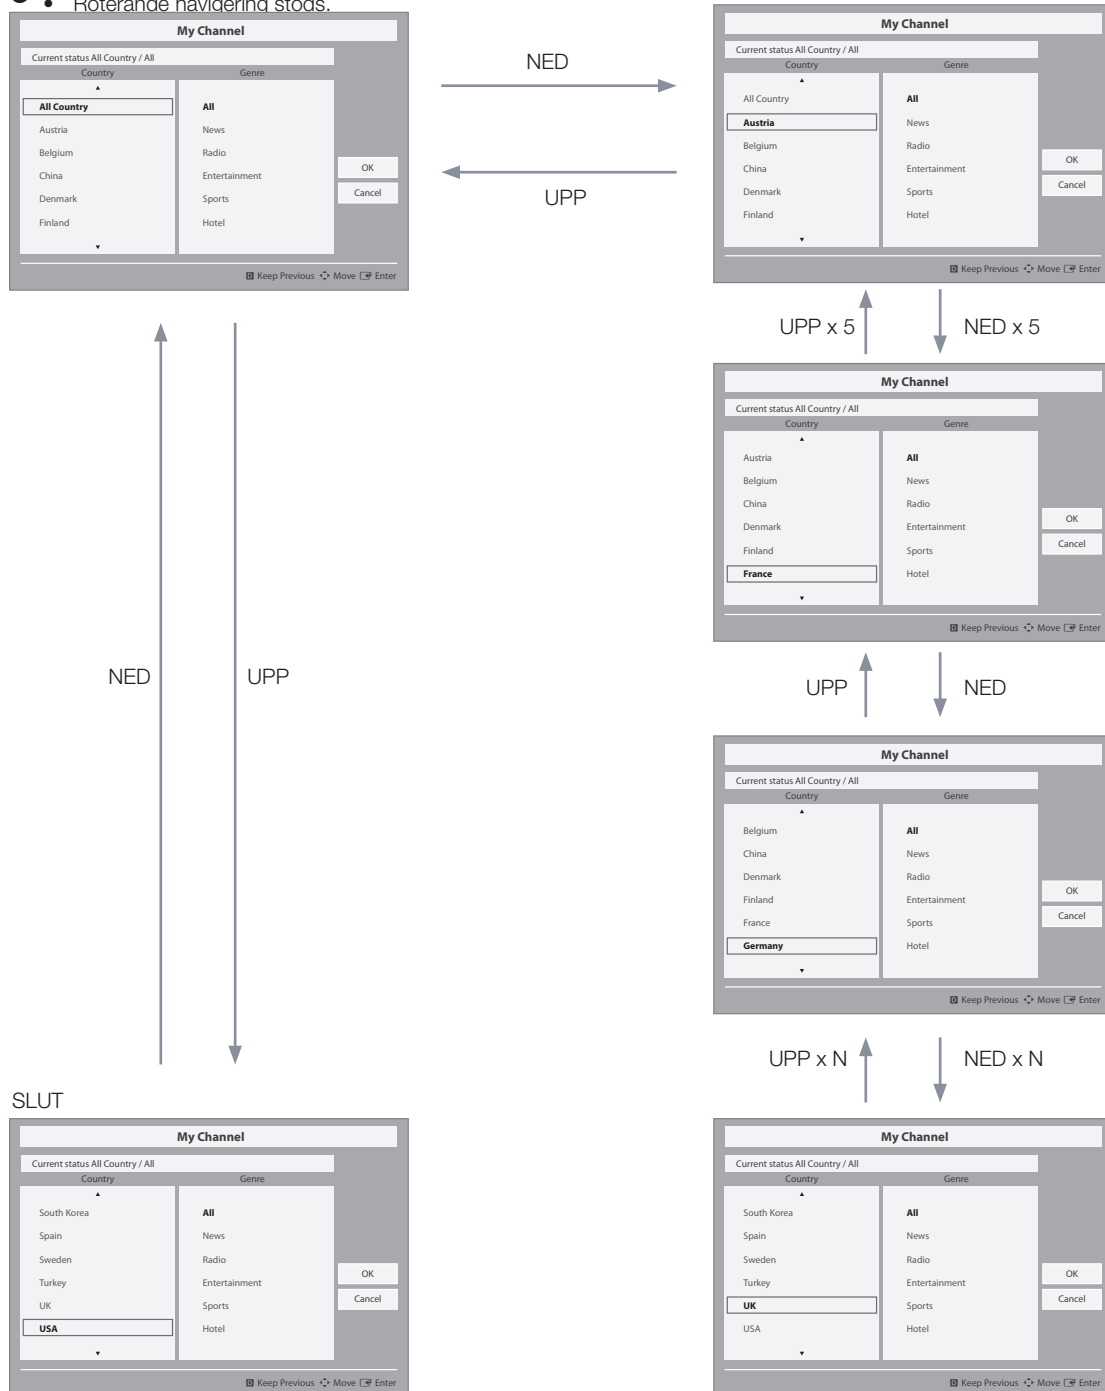 • Roterande navigering stöds.
My Channel
Current status All Country / All
Country Genre
All Country All
Austria News
Belgium Radio
China Entertainment
Denmark Sports
Finland Hotel
OK
Cancel
D Keep Previous Move Enter
NED
UPP
My Channel
Current status All Country / All
Country Genre
All Country All
Austria News
Belgium Radio
China Entertainment
Denmark Sports
Finland Hotel
OK
Cancel
D Keep Previous Move Enter
UPP x 5 NED x 5
My Channel
Current status All Country / All
Country Genre
Austria All
Belgium News
China Radio
Denmark Entertainment
Finland Sports
France Hotel
OK
Cancel
D Keep Previous Move Enter
NED UPP
UPP NED
My Channel
Current status All Country / All
Country Genre
Belgium All
China News
Denmark Radio
Finland Entertainment
France Sports
Germany Hotel
OK
Cancel
D Keep Previous Move Enter
UPP x N NED x N
SLUT
My Channel
Current status All Country / All
Country Genre
South Korea All
Spain News
Sweden Radio
Turkey Entertainment
UK Sports
USA Hotel
OK
Cancel
D Keep Previous Move Enter
My Channel
Current status All Country / All
Country Genre
South Korea All
Spain News
Sweden Radio
Turkey Entertainment
UK Sports
USA Hotel
OK
Cancel
D Keep Previous Move Enter